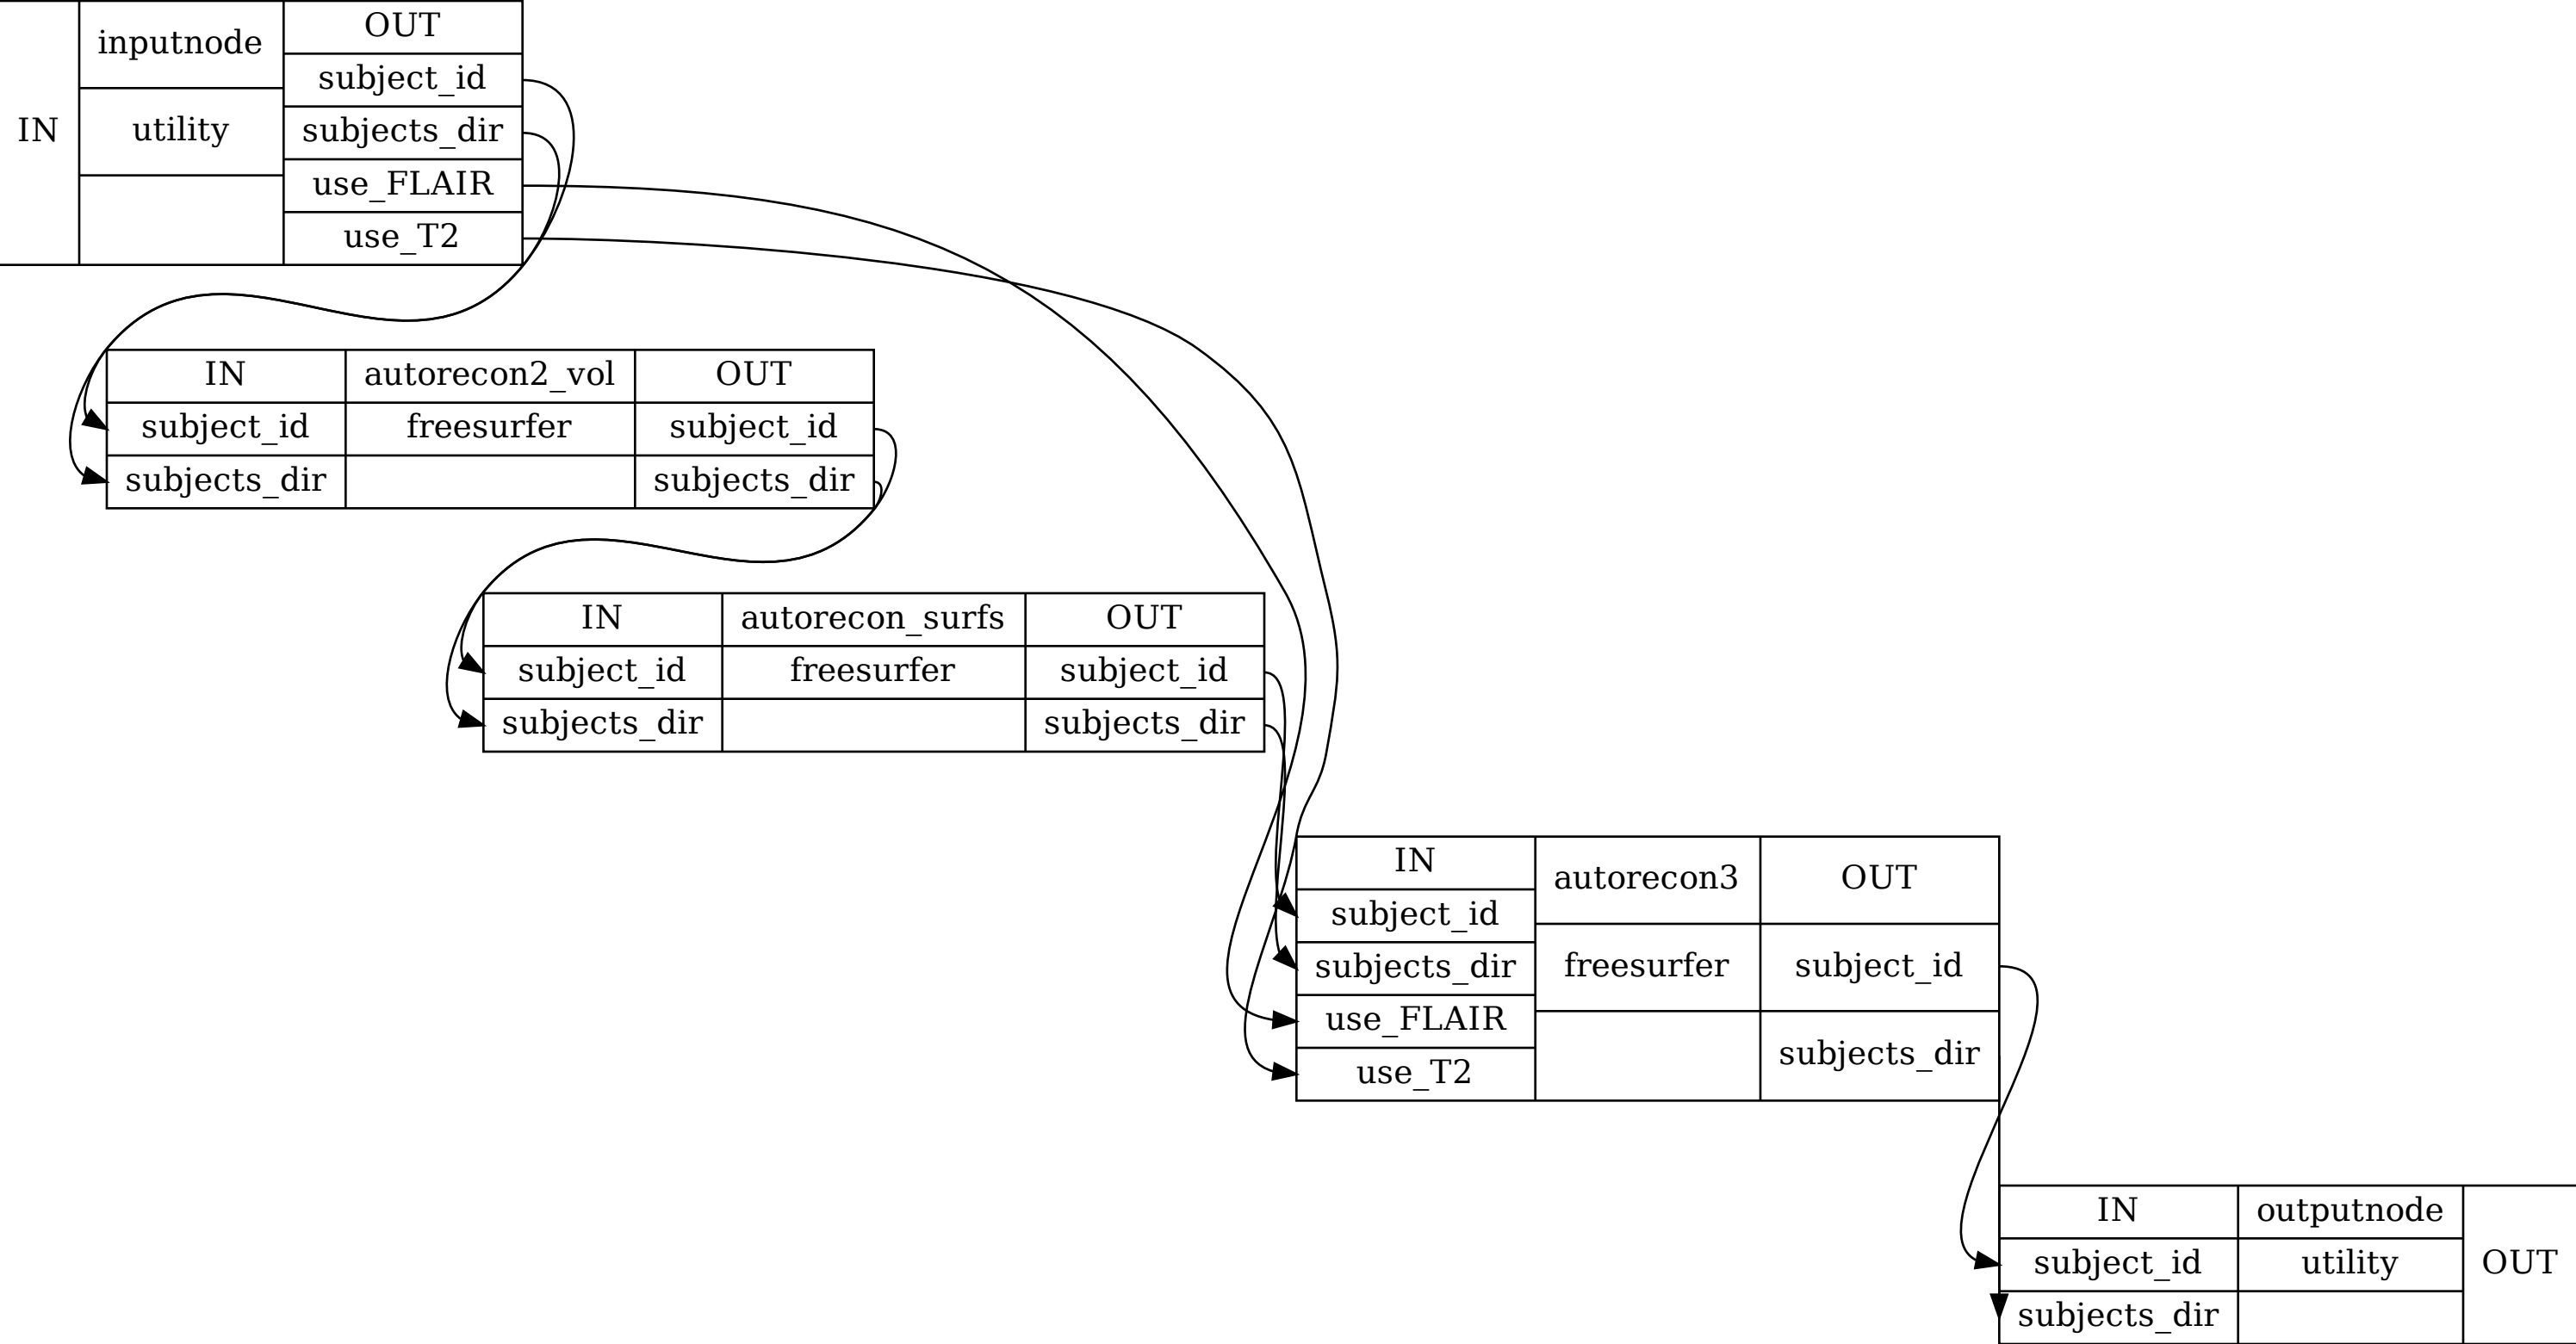 IN
inputnode
utility
OUT
subject_id
subjects_dir
use_FLAIR
use_T2
IN
subject_id
subjects_dir
autorecon2_vol
freesurfer
OUT
subject_id
subjects_dir
IN
subject_id
subjects_dir
autorecon_surfs
freesurfer
OUT
subject_id
subjects_dir
IN
subject_id
subjects_dir
use_FLAIR
use_T2
autorecon3
freesurfer
OUT
subject_id
subjects_dir
IN
subject_id
subjects_dir
outputnode
utility
OUT